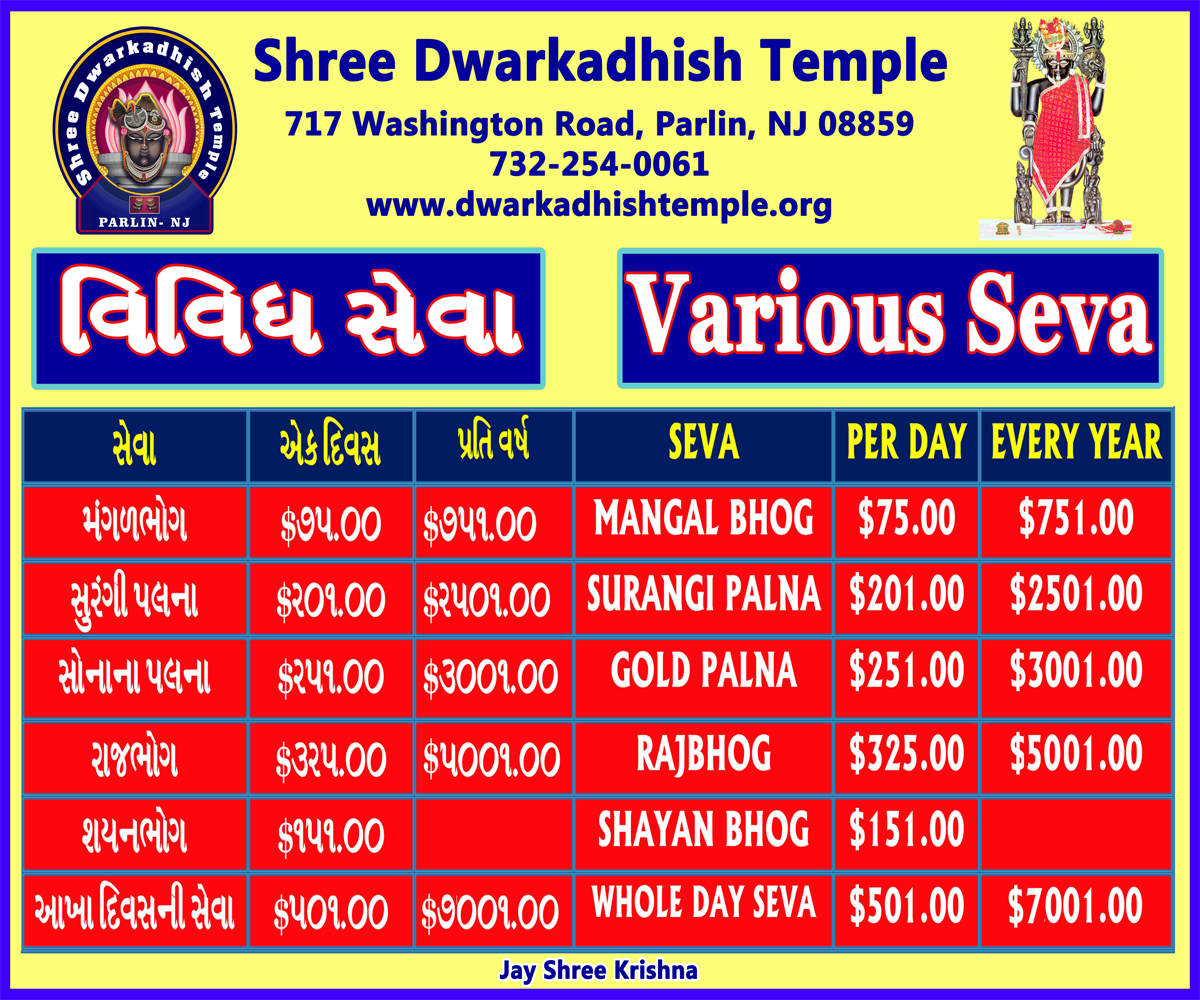 Shree Dwarkadhish Temple
PARLIN- NJ
Shree Dwarkadhish Temple
717 Washington Road, Parlin, NJ 08859
732-254-0061
www.dwarkadhishtemple.org
વિવિધ સેવા
Various Seva
સેવા એક દિવસ પ્રતિ વર્ષ SEVA PER DAY EVERY YEAR
મંગળભોગ $૭૫.૦૦ $૭૫૧.૦૦ MANGAL BHOG $75.00 $751.00
સુરંગી પલના $૨૦૧.૦૦ $૨૫૦૧.૦૦ SURANGI PALNA $201.00 $2501.00
સોનાના પલના $૨૫૧.૦૦ $૩૦૦૧.૦૦ GOLD PALNA $251.00 $3001.00
રાજભોગ $૩૨૫.૦૦ $૫૦૦૧.૦૦ RAJBHOG $325.00 $5001.00
શયનભોગ $૧૫૧.૦૦ SHAYAN BHOG $151.00
આખા દિવસની સેવા $૫૦૧.૦૦ $૭૦૦૧.૦૦ WHOLE DAY SEVA $501.00 $7001.00
Jay Shree Krishna